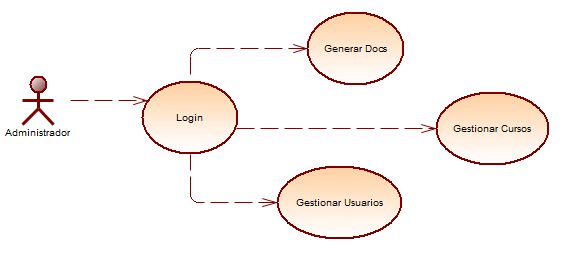 Generar Docs
Login
Gestionar Cursos
Administrador
Gestionar Usuarios